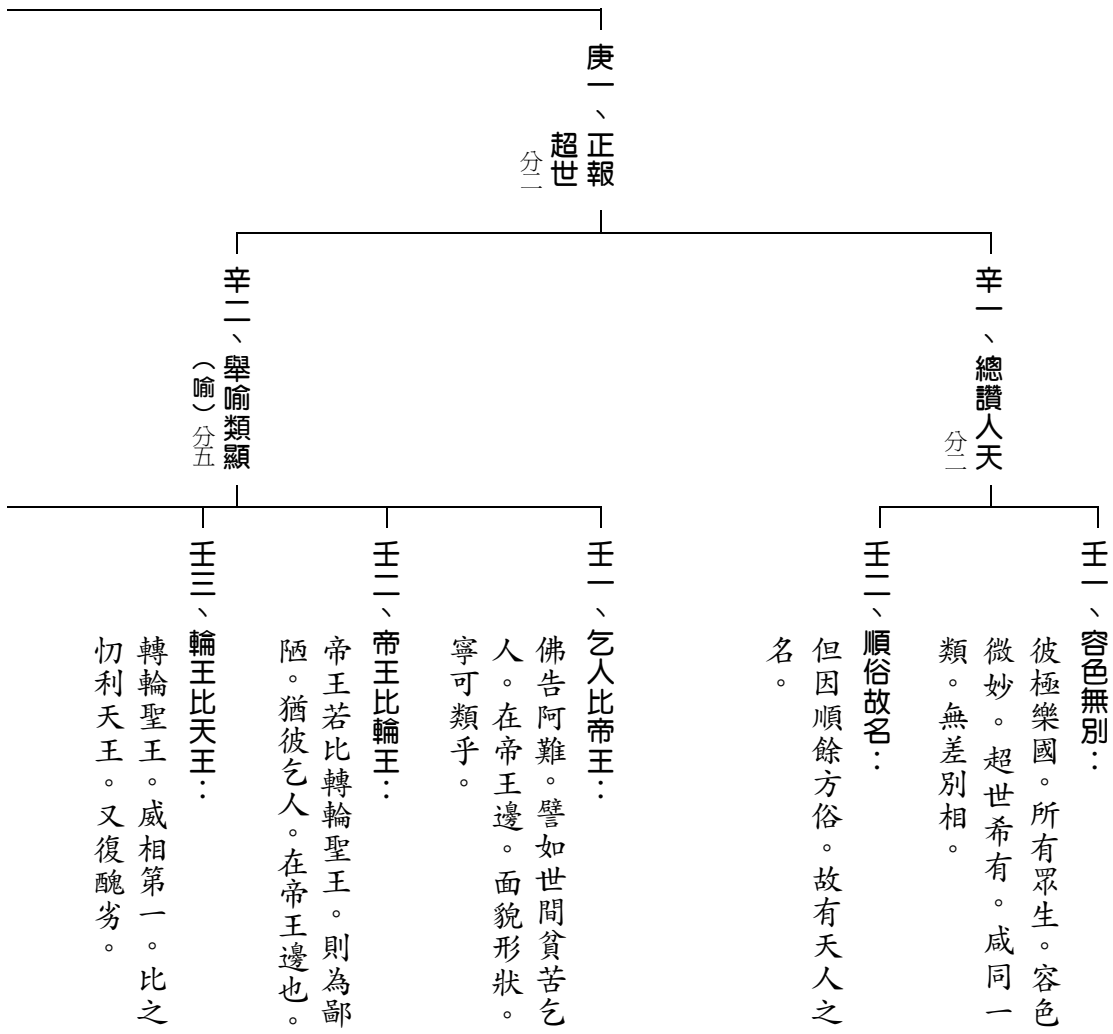 庚一、正報
超世
分二
辛一、總讚人天
分二
壬一、容色無別：
彼極樂國。所有眾生。容色
微妙。超世希有。咸同一
類。無差別相。
壬二、順俗故名：
但因順餘方俗。故有天人之
名。
辛二、舉喻類顯
（喻）分五
壬一、乞人比帝王：
佛告阿難。譬如世間貧苦乞
人。在帝王邊。面貌形狀。
寧可類乎。
壬二、帝王比輪王：
帝王若比轉輪聖王。則為鄙
陋。猶彼乞人。在帝王邊也。
壬三、輪王比天王：
轉輪聖王。威相第一。比之
忉利天王。又復醜劣。